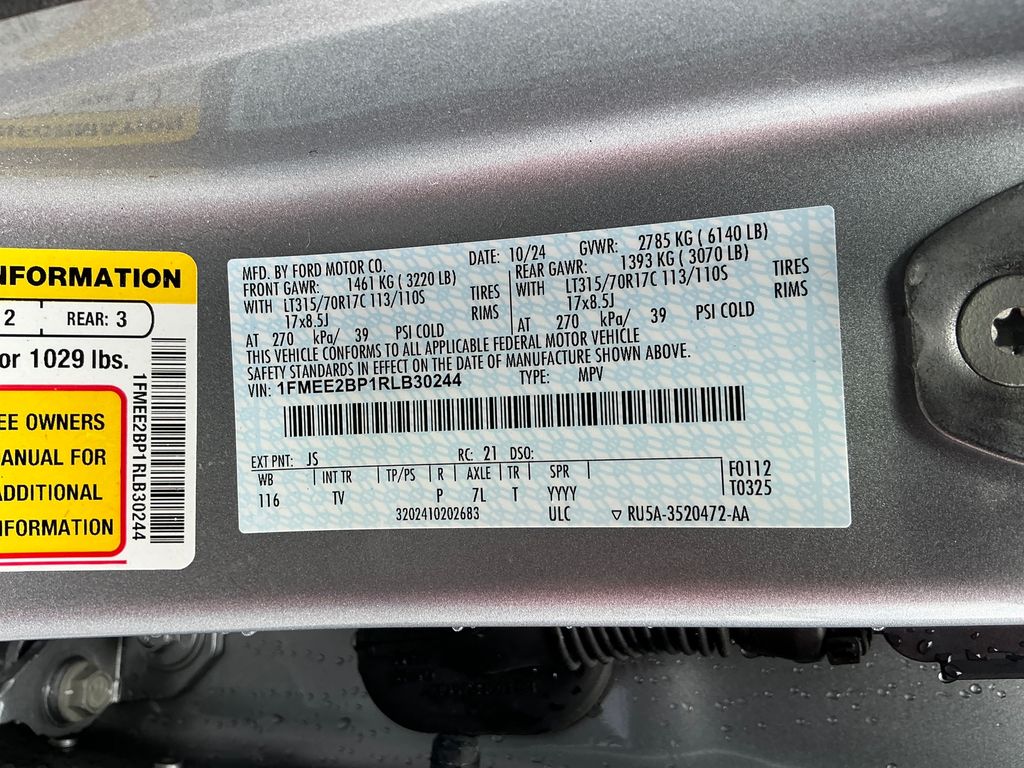 NFORMATION
2 REAR: 3
or 1029 lbs.
EE OWNERS
ANUAL FOR
ADDITIONAL
NFORMATION
1FMEE2BP1RLB30244
MFD. BY FORD MOTOR CO. DATE: 10/24 GVWR: 2785 KG ( 6140 LB)
FRONT GAWR: 1461 KG ( 3220 LB) REAR GAWR: 1393 KG ( 3070 LB)
WITH LT315/70R17C 113/110S TIRES WITH LT315/70R17C 113/110S TIRES
17x8.5J RIMS 17x8.5J RIMS
AT 270 kPa/ 39 PSI COLD AT 270 kPa/ 39 PSI COLD
THIS VEHICLE CONFORMS TO ALL APPLICABLE FEDERAL MOTOR VEHICLE
SAFETY STANDARDS IN EFFECT ON THE DATE OF MANUFACTURE SHOWN ABOVE.
VIN: 1FMEE2BP1RLB30244 TYPE: MPV
EXT PNT: JS RC: 21 DSO:
WB INT TR TP/PS R AXLE TR SPR F0112
116 TV P 7L T YYYY T0325
3202410202683 ULC ▽ RU5A-3520472-AA